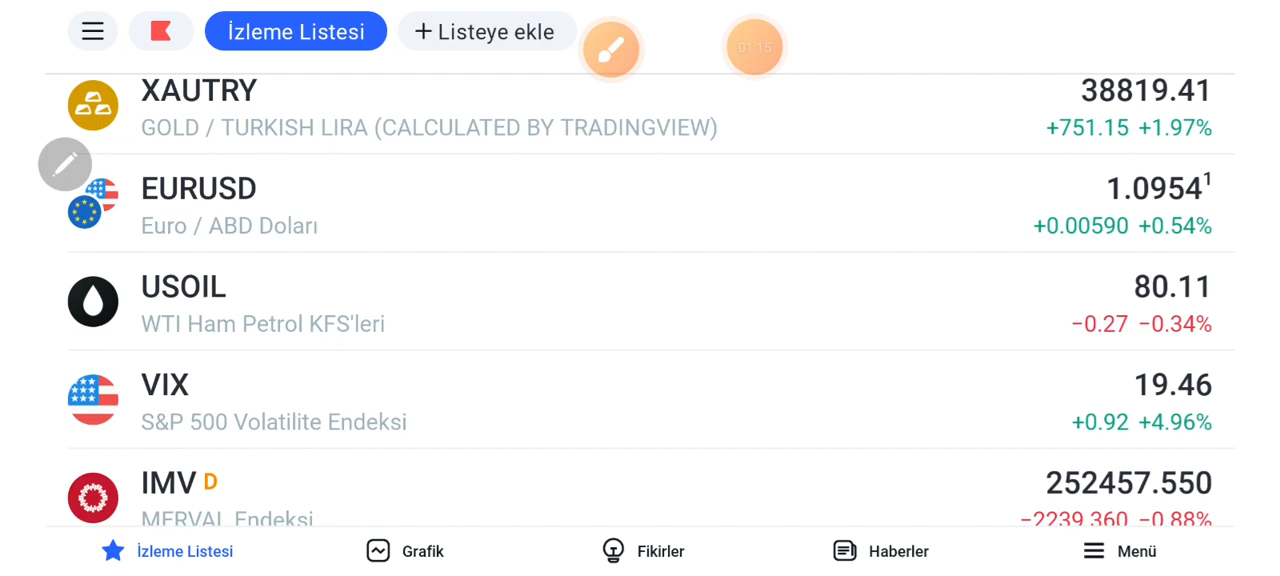 İzleme Listesi
+ Listeye ekle
01:15
XAUTRY
38819.41
GOLD / TURKISH LIRA (CALCULATED BY TRADINGVIEW)
+751.15 +1.97%
EURUSD
1.0954¹
Euro / ABD Doları
+0.00590 +0.54%
USOIL
80.11
WTI Ham Petrol KFS'leri
−0.27 −0.34%
VIX
19.46
S&P 500 Volatilite Endeksi
+0.92 +4.96%
IMV D
252457.550
MERVAL Endeksi
−2239.360 −0.88%
İzleme Listesi
Grafik
Fikirler
Haberler
Menü